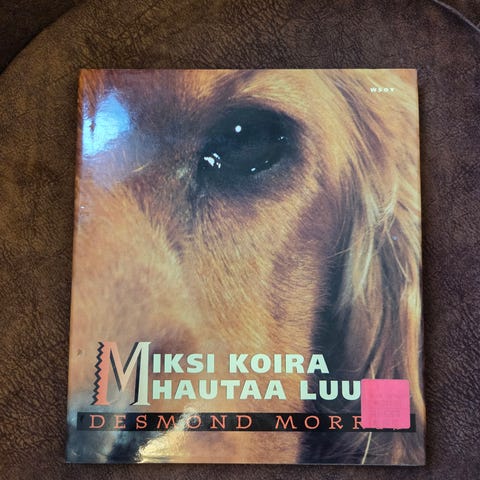 WSOY
MIKSI KOIRA
HAUTAA LUU
DESMOND MORR